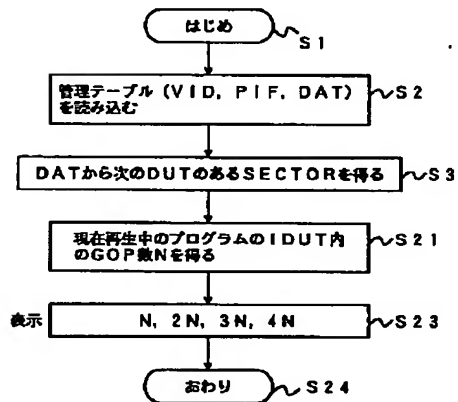 はじめ
S1
管理テーブル（VID，PIF，DAT）
を読み込む
S2
DATから次のDUTのあるSECTORを得る
S3
現在再生中のプログラムの1DUT内
のGOP数Nを得る
S21
表示
N，2N，3N，4N
S23
おわり
S24